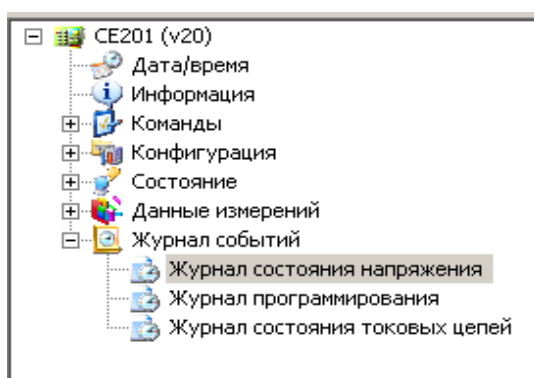 CE201 (v20)
Дата/время
Информация
Команды
Конфигурация
Состояние
Данные измерений
Журнал событий
Журнал состояния напряжения
Журнал программирования
Журнал состояния токовых цепей